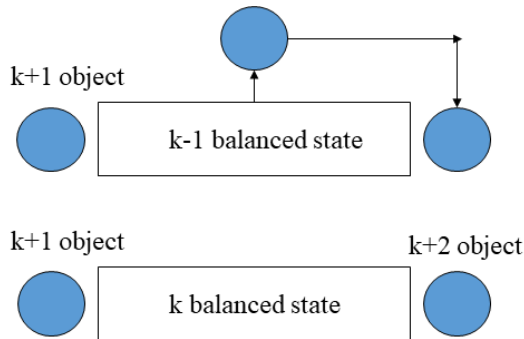 k+1 object
k-1 balanced state
k+1 object
k+2 object
k balanced state